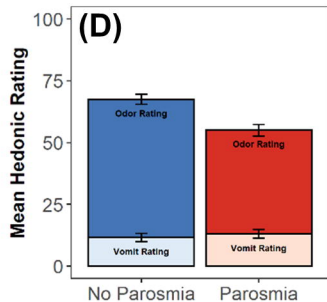 (D)
Mean Hedonic Rating
100
75
50
25
0
Odor Rating
Odor Rating
Vomit Rating
Vomit Rating
No Parosmia
Parosmia